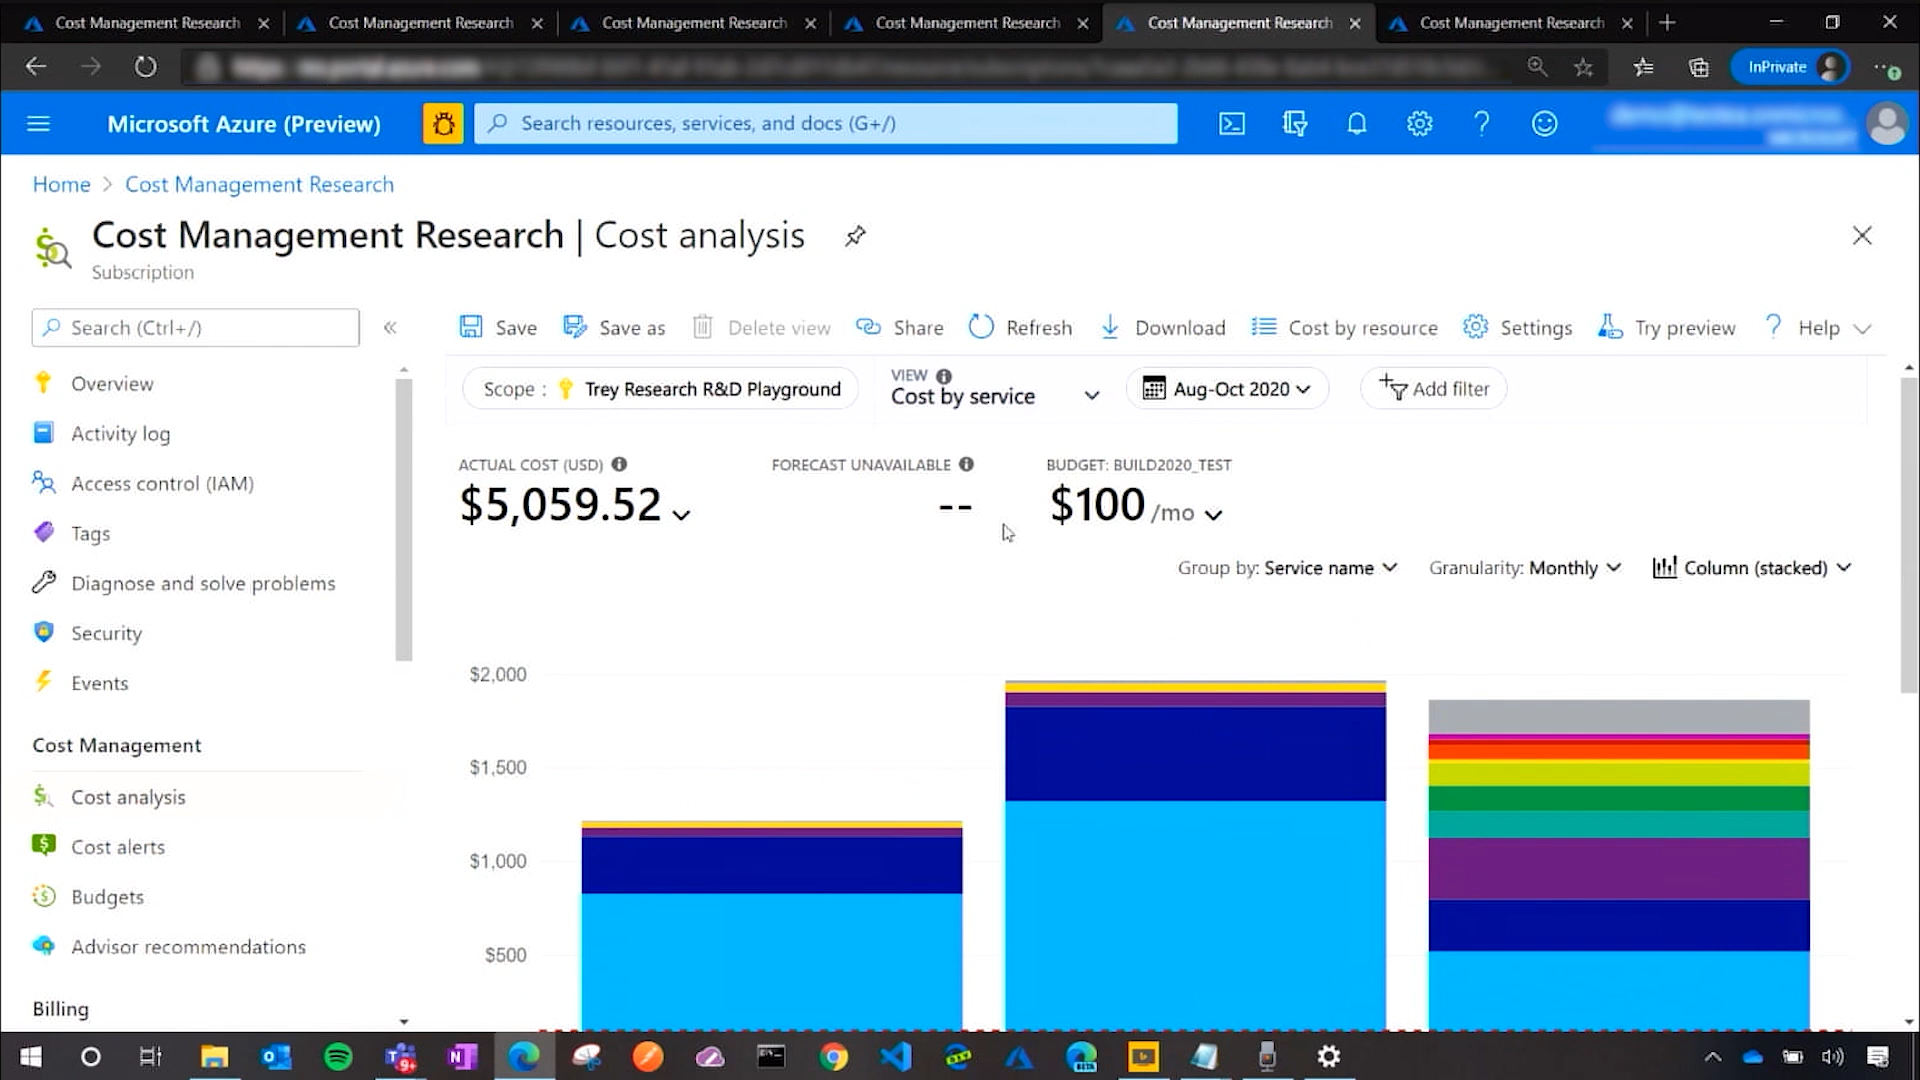 Cost Management Research
Cost Management Research
Cost Management Research
Cost Management Research
Cost Management Research
Cost Management Research
InPrivate
Microsoft Azure (Preview)
Search resources, services, and docs (G+/)
Home > Cost Management Research
Cost Management Research | Cost analysis
Subscription
Search (Ctrl+/)
«
Save
Save as
Delete view
Share
Refresh
Download
Cost by resource
Settings
Try preview
Help
Overview
Activity log
Access control (IAM)
Tags
Diagnose and solve problems
Security
Events
Cost Management
Cost analysis
Cost alerts
Budgets
Advisor recommendations
Billing
Scope : Trey Research R&D Playground
VIEW
Cost by service
Aug-Oct 2020
Add filter
ACTUAL COST (USD)
$5,059.52
FORECAST UNAVAILABLE
--
BUDGET: BUILD2020_TEST
$100 /mo
Group by: Service name
Granularity: Monthly
Column (stacked)
$2,000
$1,500
$1,000
$500
9+
BETA